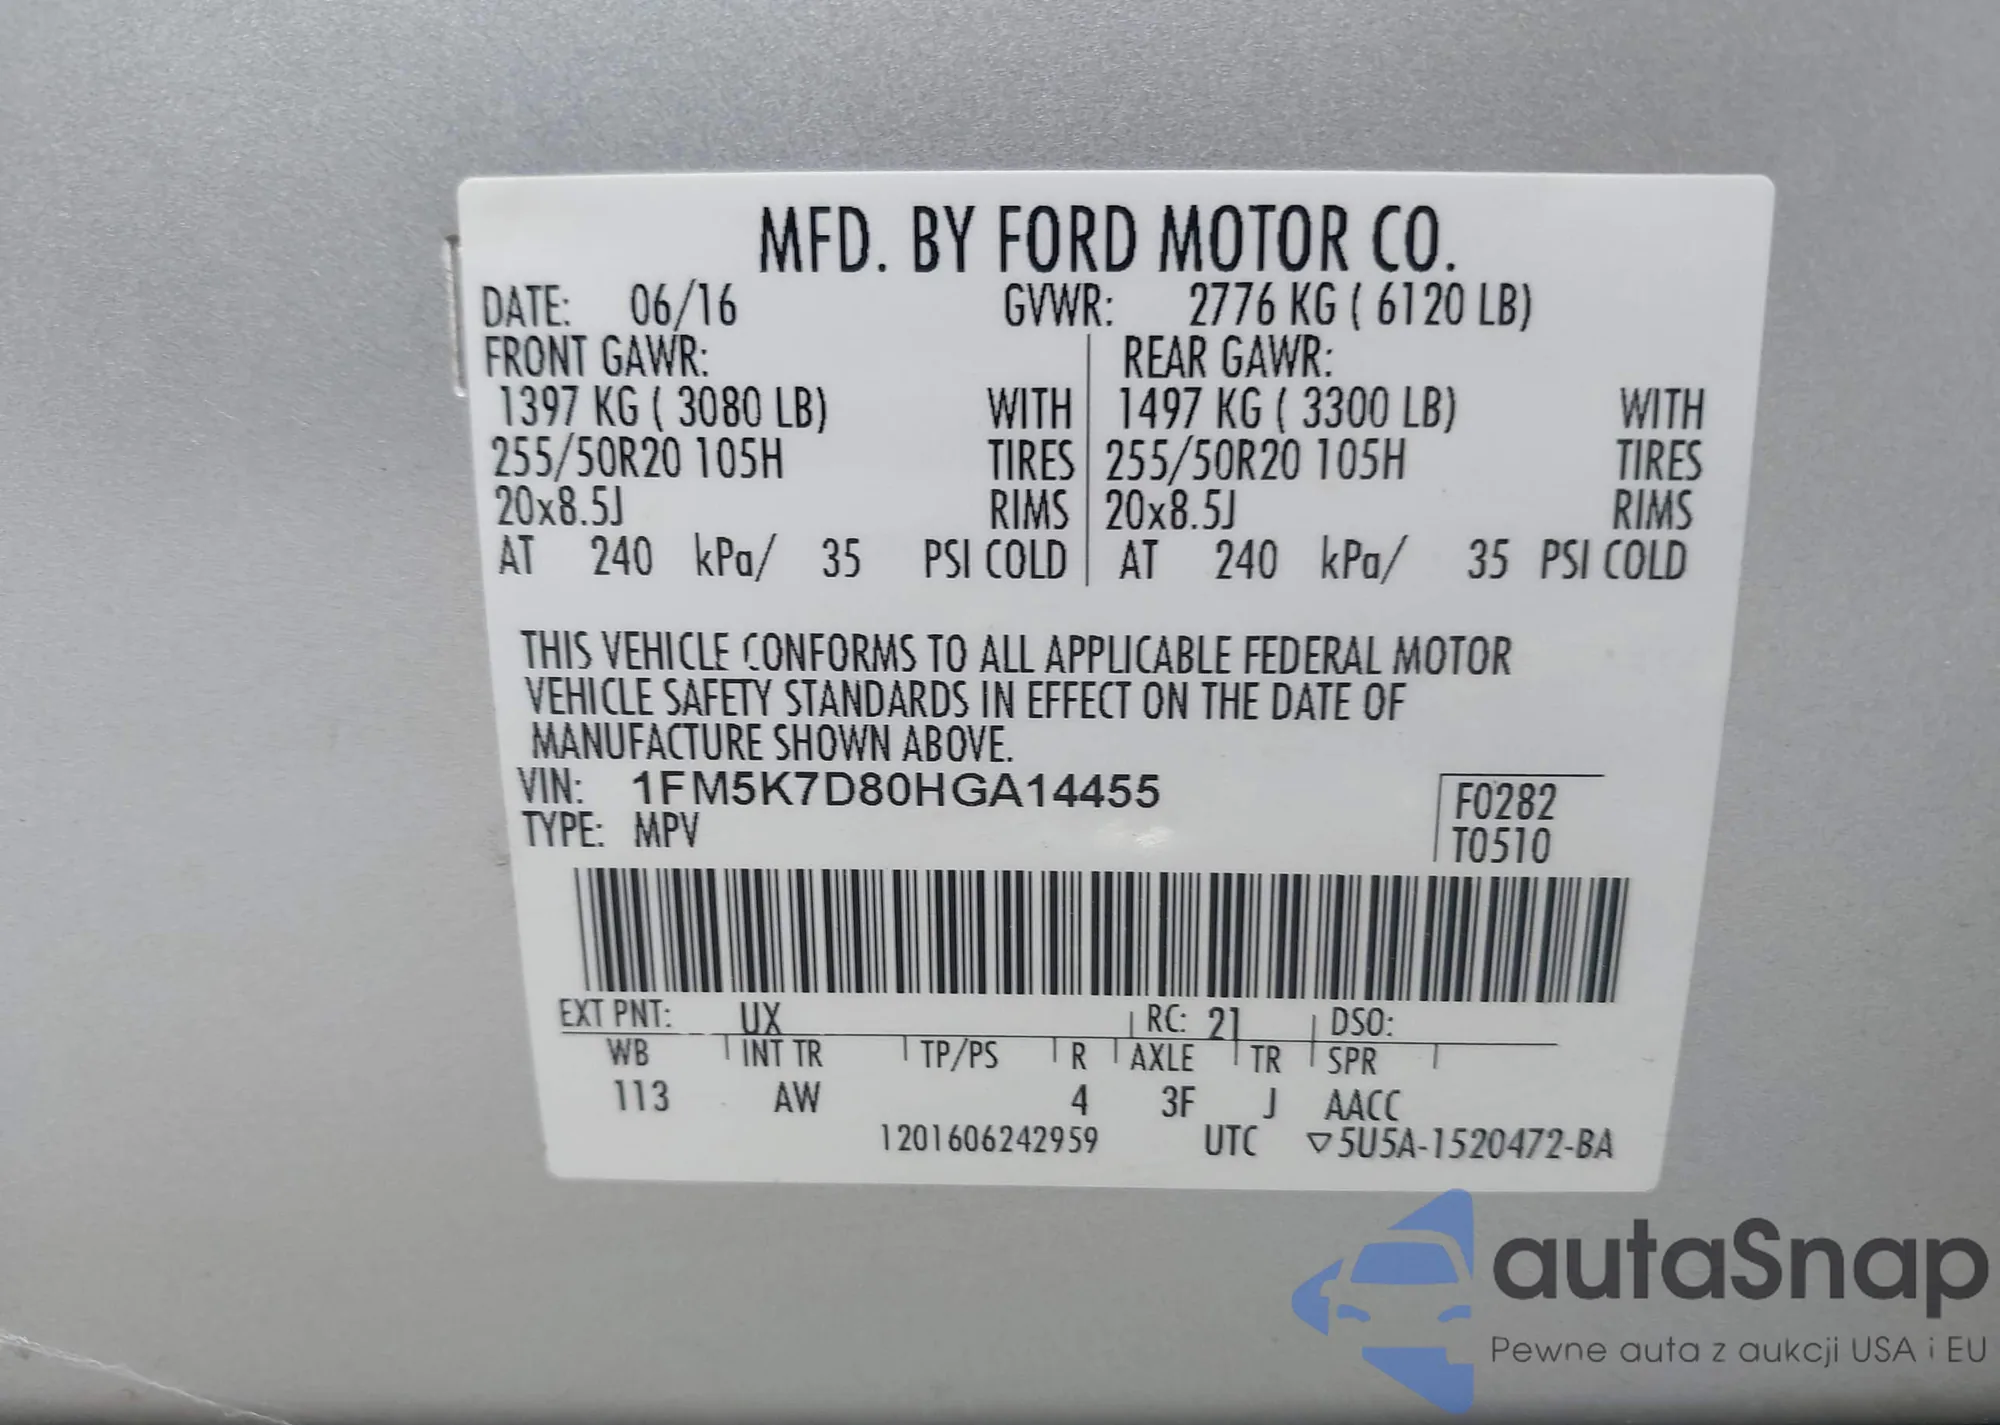 MFD. BY FORD MOTOR CO.
DATE: 06/16 GVWR: 2776 KG ( 6120 LB)
FRONT GAWR: REAR GAWR:
1397 KG ( 3080 LB) WITH 1497 KG ( 3300 LB) WITH
255/50R20 105H TIRES 255/50R20 105H TIRES
20x8.5J RIMS 20x8.5J RIMS
AT 240 kPa/ 35 PSI COLD AT 240 kPa/ 35 PSI COLD
THIS VEHICLE CONFORMS TO ALL APPLICABLE FEDERAL MOTOR
VEHICLE SAFETY STANDARDS IN EFFECT ON THE DATE OF
MANUFACTURE SHOWN ABOVE.
VIN: 1FM5K7D80HGA14455 F0282
TYPE: MPV T0510
EXT PNT: UX RC: 21 DSO:
WB INT TR TP/PS R AXLE TR SPR
113 AW 4 3F J AACC
1201606242959 UTC ▽5U5A-1520472-BA
autaSnap
Pewne auta z aukcji USA i EU